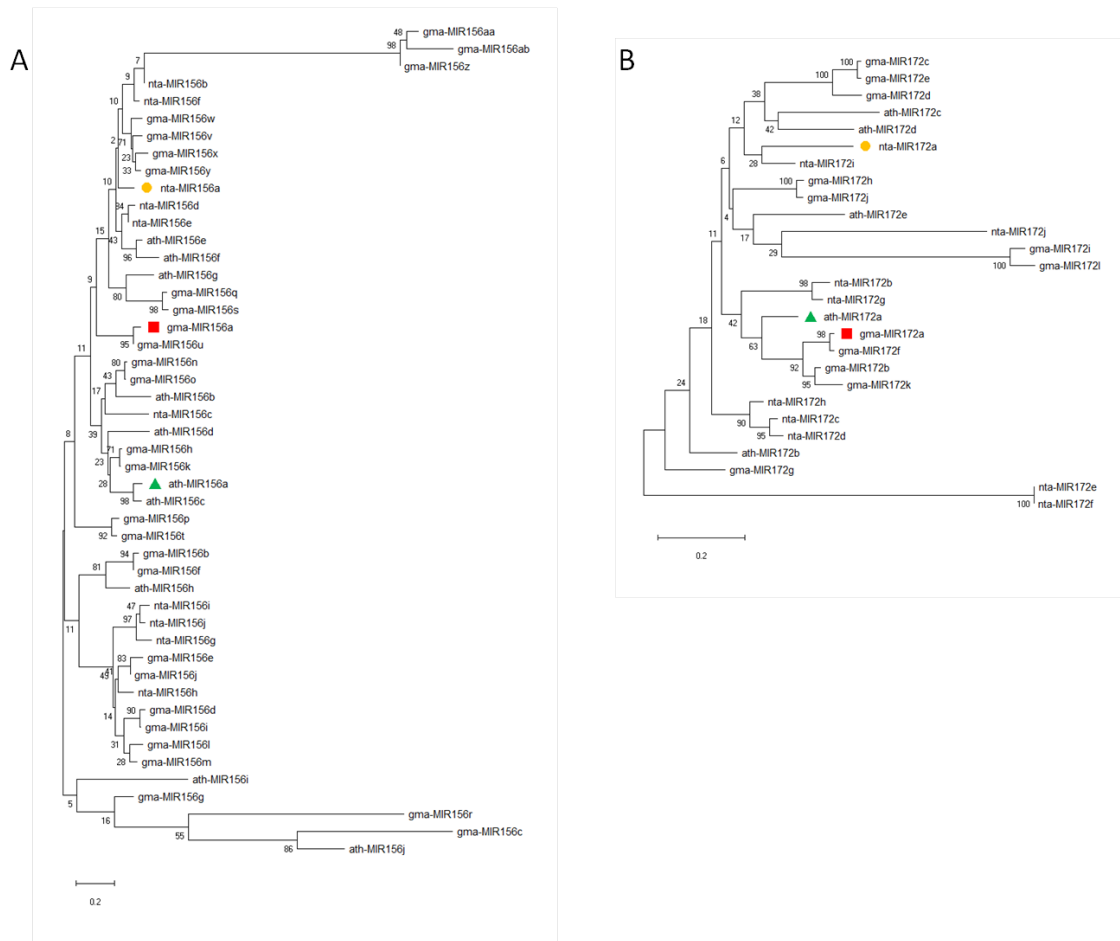 A
48
gma-MIR156aa
98
gma-MIR156ab
7
gma-MIR156z
9
nta-MIR156b
10
nta-MIR156f
gma-MIR156w
2
71
gma-MIR156v
23
gma-MIR156x
33
gma-MIR156y
10
nta-MIR156a
84
nta-MIR156d
nta-MIR156e
15
43
ath-MIR156e
96
ath-MIR156f
ath-MIR156g
9
80
gma-MIR156q
98
gma-MIR156s
gma-MIR156a
95
gma-MIR156u
11
80
gma-MIR156n
43
gma-MIR156o
17
ath-MIR156b
nta-MIR156c
39
ath-MIR156d
8
71
gma-MIR156h
23
gma-MIR156k
28
ath-MIR156a
98
ath-MIR156c
gma-MIR156p
92
gma-MIR156t
94
gma-MIR156b
81
gma-MIR156f
ath-MIR156h
47
nta-MIR156i
97
nta-MIR156j
11
nta-MIR156g
83
gma-MIR156e
41
49
gma-MIR156j
nta-MIR156h
90
gma-MIR156d
14
gma-MIR156i
31
gma-MIR156l
28
gma-MIR156m
ath-MIR156i
5
gma-MIR156g
16
gma-MIR156r
55
gma-MIR156c
86
ath-MIR156j
0.2
B
100
gma-MIR172c
100
gma-MIR172e
38
gma-MIR172d
ath-MIR172c
12
42
ath-MIR172d
nta-MIR172a
6
28
nta-MIR172i
100
gma-MIR172h
4
gma-MIR172j
ath-MIR172e
17
nta-MIR172j
11
29
gma-MIR172i
100
gma-MIR172l
98
nta-MIR172b
nta-MIR172g
18
42
ath-MIR172a
63
98
gma-MIR172a
gma-MIR172f
92
gma-MIR172b
95
gma-MIR172k
24
nta-MIR172h
90
nta-MIR172c
95
nta-MIR172d
ath-MIR172b
gma-MIR172g
nta-MIR172e
100
nta-MIR172f
0.2